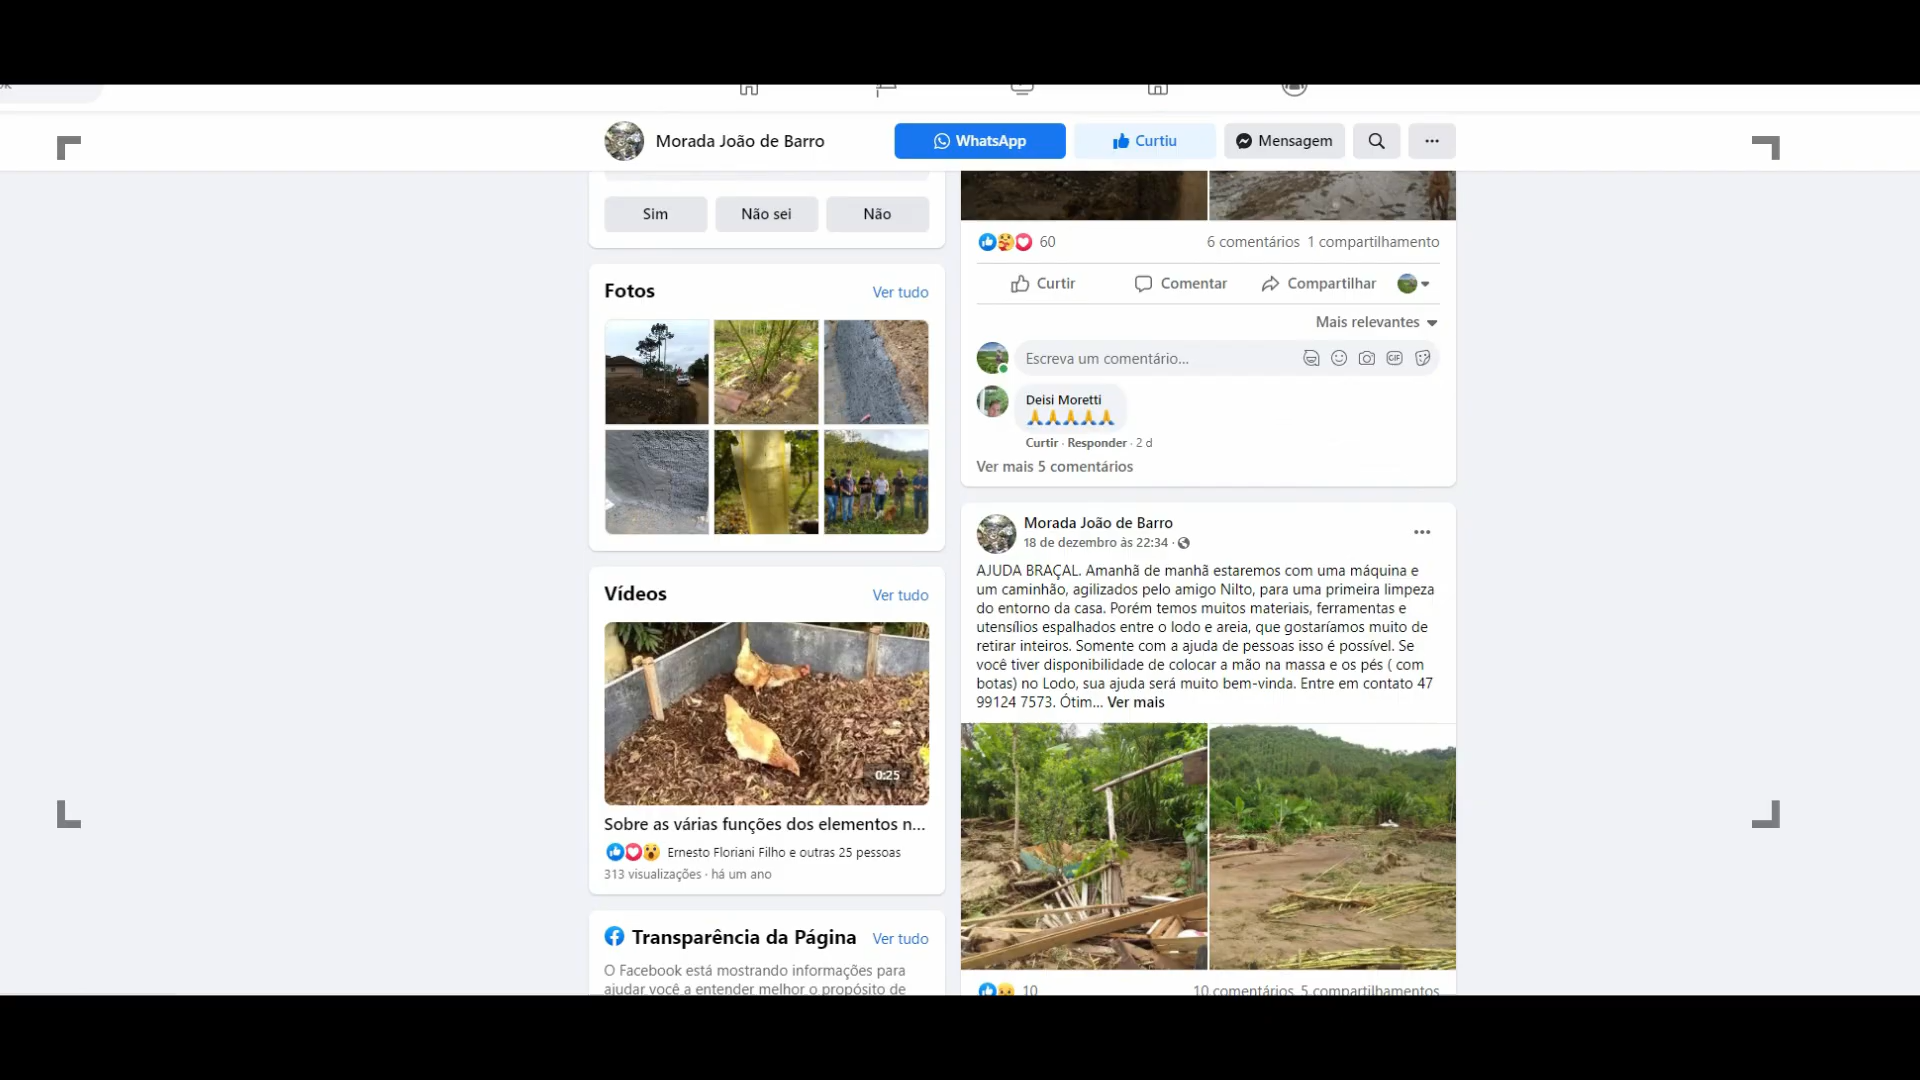 Morada João de Barro
WhatsApp
Curtiu
Mensagem
Sim
Não sei
Não
Fotos
Ver tudo
Vídeos
Ver tudo
0:25
Sobre as várias funções dos elementos n...
Ernesto Floriani Filho e outras 25 pessoas
313 visualizações · há um ano
Transparência da Página
Ver tudo
O Facebook está mostrando informações para
ajudar você a entender melhor o propósito de
60
6 comentários 1 compartilhamento
Curtir
Comentar
Compartilhar
Mais relevantes
Escreva um comentário...
GIF
Deisi Moretti
Curtir · Responder · 2 d
Ver mais 5 comentários
Morada João de Barro
18 de dezembro às 22:34 ·
AJUDA BRAÇAL. Amanhã de manhã estaremos com uma máquina e
um caminhão, agilizados pelo amigo Nilto, para uma primeira limpeza
do entorno da casa. Porém temos muitos materiais, ferramentas e
utensílios espalhados entre o lodo e areia, que gostaríamos muito de
retirar inteiros. Somente com a ajuda de pessoas isso é possível. Se
você tiver disponibilidade de colocar a mão na massa e os pés ( com
botas) no Lodo, sua ajuda será muito bem-vinda. Entre em contato 47
99124 7573. Ótim... Ver mais
10
10 comentários 5 compartilhamentos